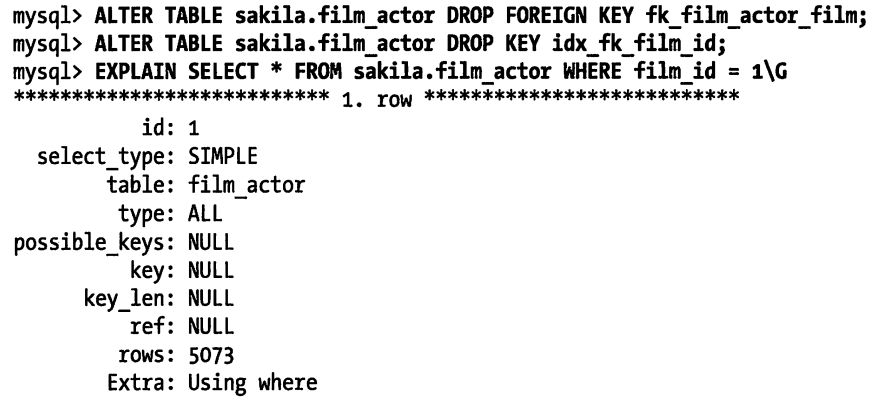 mysql> ALTER TABLE sakila.film_actor DROP FOREIGN KEY fk_film_actor_film;
mysql> ALTER TABLE sakila.film_actor DROP KEY idx_fk_film_id;
mysql> EXPLAIN SELECT * FROM sakila.film_actor WHERE film_id = 1\G
*************************** 1. row ***************************
id: 1
select_type: SIMPLE
table: film_actor
type: ALL
possible_keys: NULL
key: NULL
key_len: NULL
ref: NULL
rows: 5073
Extra: Using where